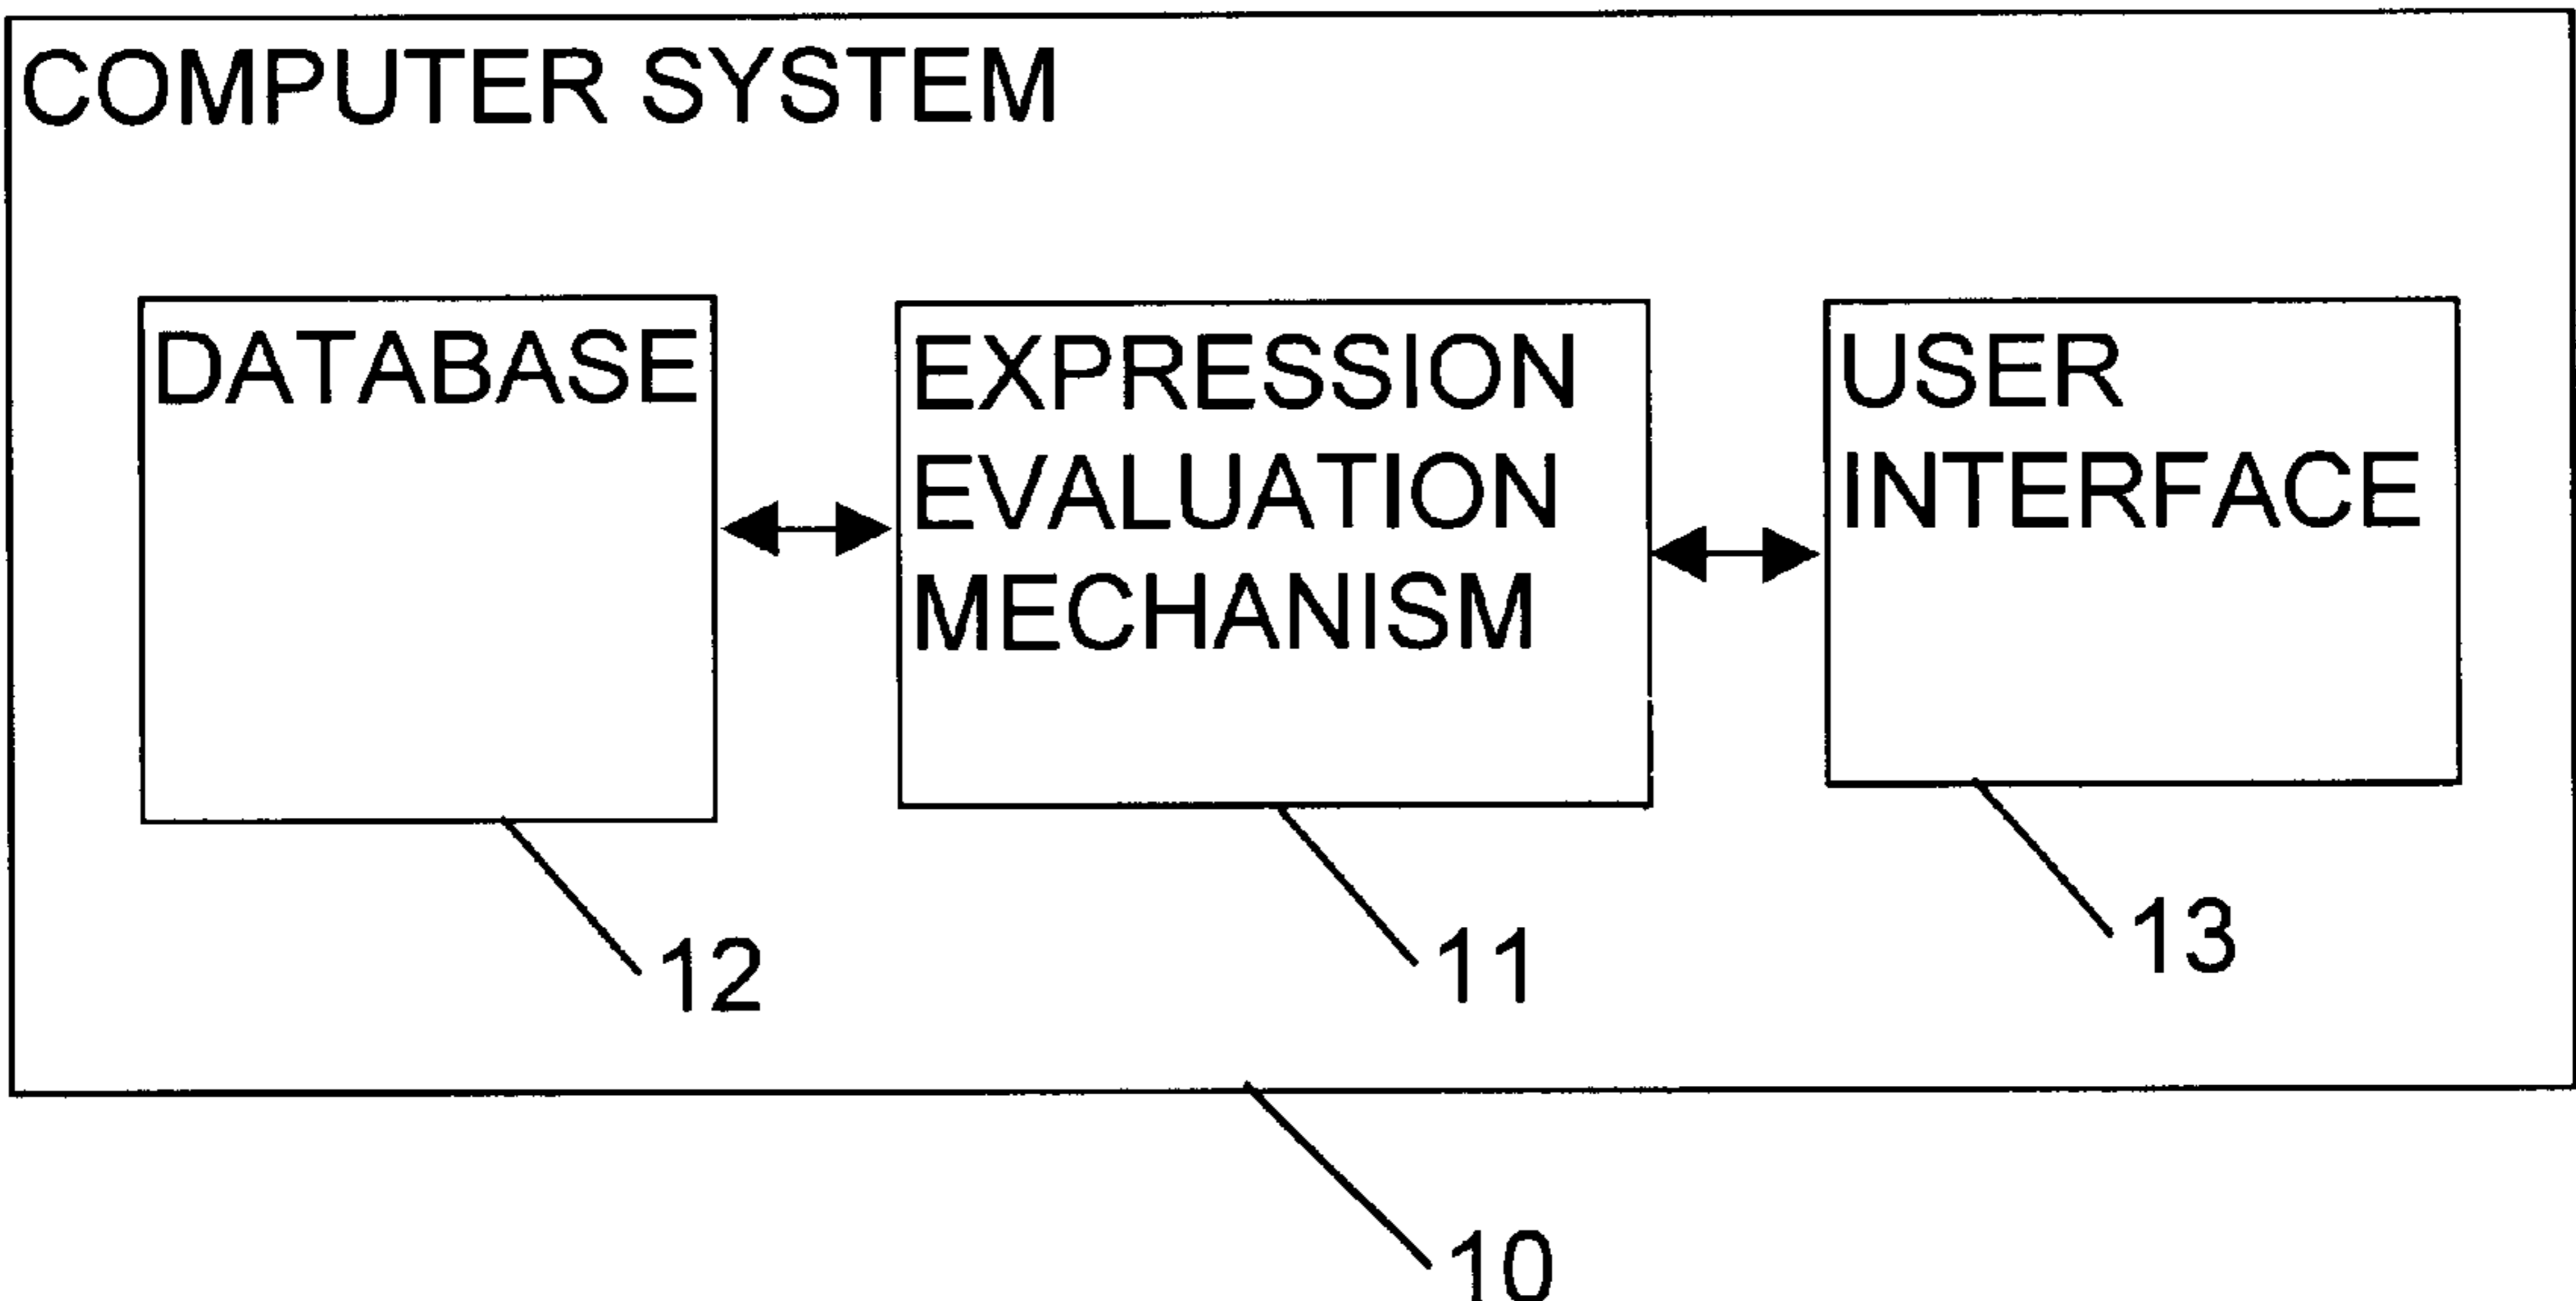 COMPUTER SYSTEM
DATABASE
EXPRESSION
EVALUATION
MECHANISM
USER
INTERFACE
12
11
13
10